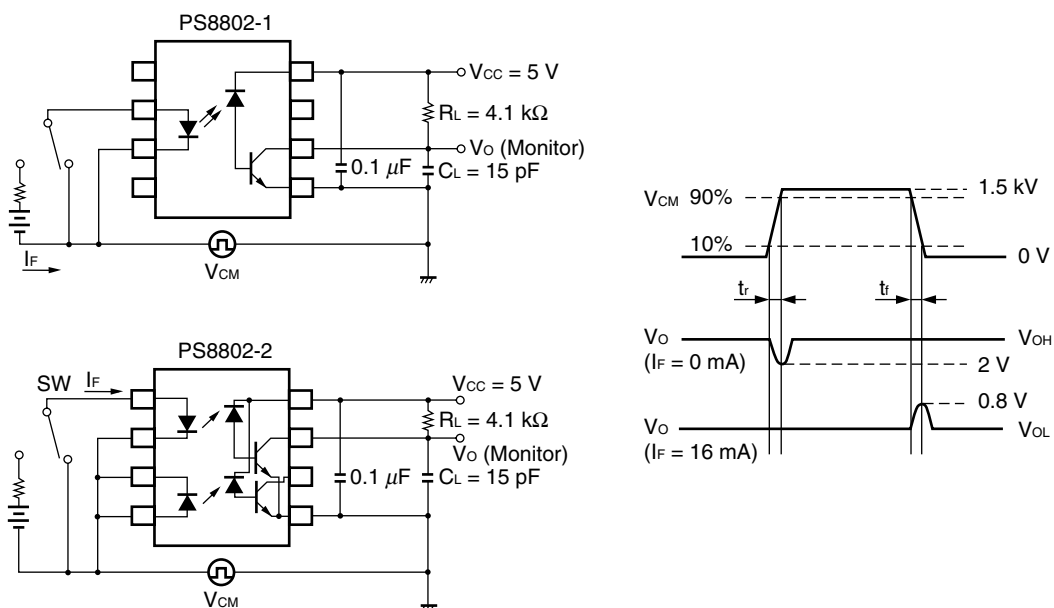 PS8802-1
VCC = 5 V
RL = 4.1 kΩ
VO (Monitor)
0.1 μF
CL = 15 pF
IF
VCM
PS8802-2
SW
IF
VCC = 5 V
RL = 4.1 kΩ
VO (Monitor)
0.1 μF
CL = 15 pF
VCM
VCM 90%
1.5 kV
10%
0 V
tr
tf
VO
(IF = 0 mA)
VOH
2 V
0.8 V
VO
(IF = 16 mA)
VOL